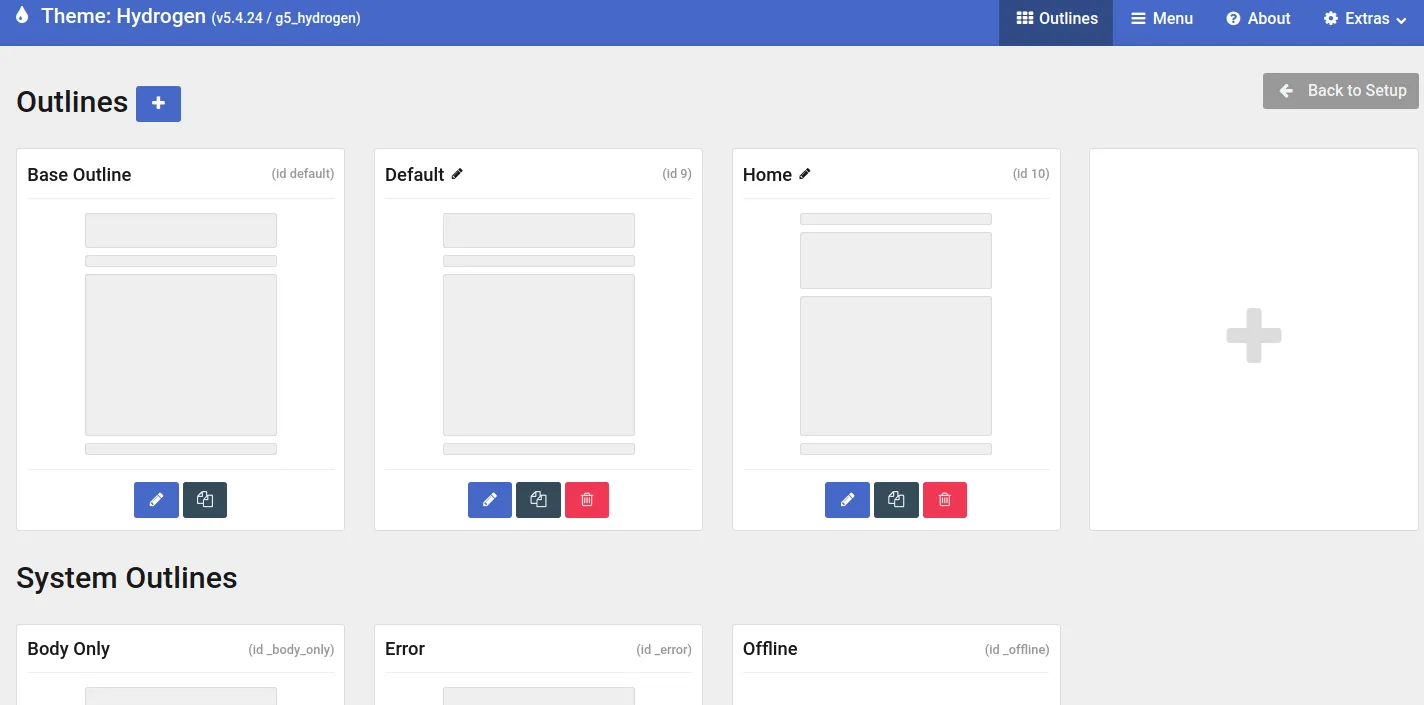 Theme: Hydrogen (v5.4.24 / g5_hydrogen)
Outlines
Menu
About
Extras
Outlines
Back to Setup
Base Outline
(id default)
Default
(id 9)
Home
(id 10)
System Outlines
Body Only
(id _body_only)
Error
(id _error)
Offline
(id _offline)